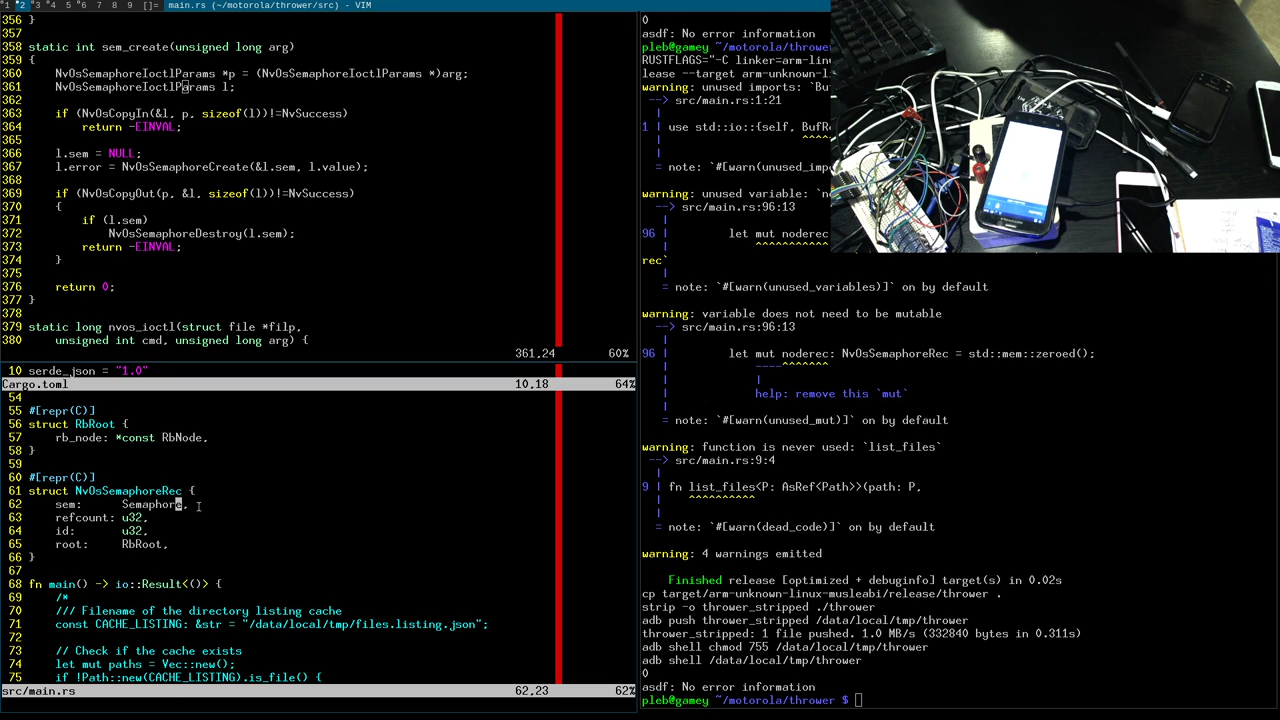 1 2 3 4 5 6 7 8 9 []= main.rs (~/motorola/thrower/src) - VIM
356 }
357
358 static int sem_create(unsigned long arg)
359 {
360     NvOsSemaphoreIoctlParams *p = (NvOsSemaphoreIoctlParams *)arg;
361     NvOsSemaphoreIoctlParams l;
362
363     if (NvOsCopyIn(&l, p, sizeof(l))!=NvSuccess)
364         return -EINVAL;
365
366     l.sem = NULL;
367     l.error = NvOsSemaphoreCreate(&l.sem, l.value);
368
369     if (NvOsCopyOut(p, &l, sizeof(l))!=NvSuccess)
370     {
371         if (l.sem)
372             NvOsSemaphoreDestroy(l.sem);
373         return -EINVAL;
374     }
375
376     return 0;
377 }
378
379 static long nvos_ioctl(struct file *filp,
380     unsigned int cmd, unsigned long arg) {
361,24 60%
10 serde_json = "1.0"
Cargo.toml 10,18 64%
54
55 #[repr(C)]
56 struct RbRoot {
57     rb_node: *const RbNode,
58 }
59
60 #[repr(C)]
61 struct NvOsSemaphoreRec {
62     sem:      Semaphore,
63     refcount: u32,
64     id:       u32,
65     root:     RbRoot,
66 }
67
68 fn main() -> io::Result<()> {
69     /*
70     /// Filename of the directory listing cache
71     const CACHE_LISTING: &str = "/data/local/tmp/files.listing.json";
72
73     // Check if the cache exists
74     let mut paths = Vec::new();
75     if !Path::new(CACHE_LISTING).is_file() {
src/main.rs 62,23 62%
0
asdf: No error information
pleb@gamey ~/motorola/thrower
RUSTFLAGS="-C linker=arm-linu
lease --target arm-unknown-li
warning: unused imports: `Buf
--> src/main.rs:1:21
|
1 | use std::io::{self, BufRe
| ^^^^
|
= note: `#[warn(unused_impo
warning: unused variable: `no
--> src/main.rs:96:13
|
96 |         let mut noderec:
| ^^^^^^^^^^^
rec`
|
= note: `#[warn(unused_variables)]` on by default
warning: variable does not need to be mutable
--> src/main.rs:96:13
|
96 |         let mut noderec: NvOsSemaphoreRec = std::mem::zeroed();
| ----^^^^^^^
| |
| help: remove this `mut`
|
= note: `#[warn(unused_mut)]` on by default
warning: function is never used: `list_files`
--> src/main.rs:9:4
|
9 | fn list_files<P: AsRef<Path>>(path: P,
| ^^^^^^^^^^
|
= note: `#[warn(dead_code)]` on by default
warning: 4 warnings emitted
Finished release [optimized + debuginfo] target(s) in 0.02s
cp target/arm-unknown-linux-musleabi/release/thrower .
strip -o thrower_stripped ./thrower
adb push thrower_stripped /data/local/tmp/thrower
thrower_stripped: 1 file pushed. 1.0 MB/s (332840 bytes in 0.311s)
adb shell chmod 755 /data/local/tmp/thrower
adb shell /data/local/tmp/thrower
0
asdf: No error information
pleb@gamey ~/motorola/thrower $